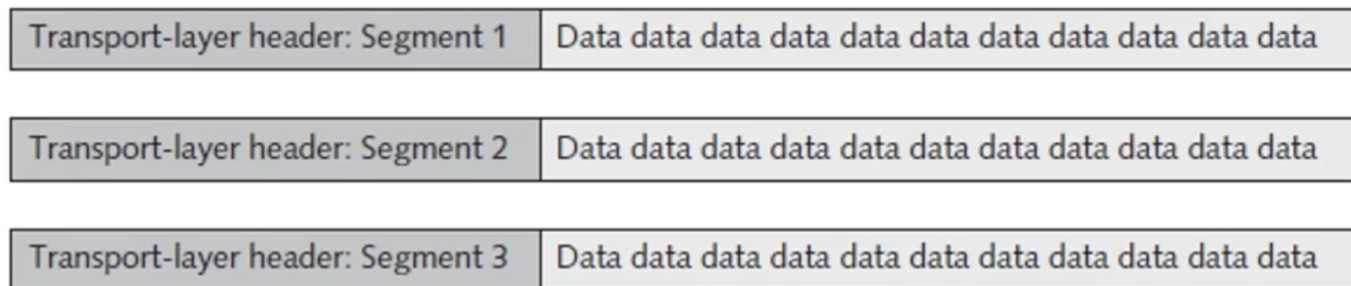 Transport-layer header: Segment 1 Data data data data data data data data data data data
Transport-layer header: Segment 2 Data data data data data data data data data data data
Transport-layer header: Segment 3 Data data data data data data data data data data data